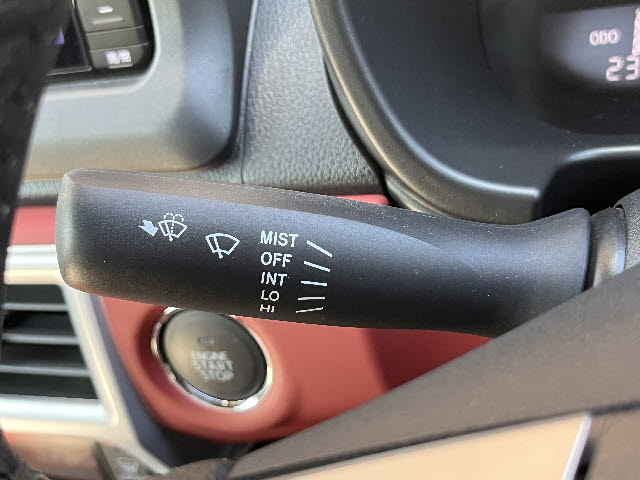 ODO
MIST
OFF
INT
LO
HI
ENGINE
START
STOP